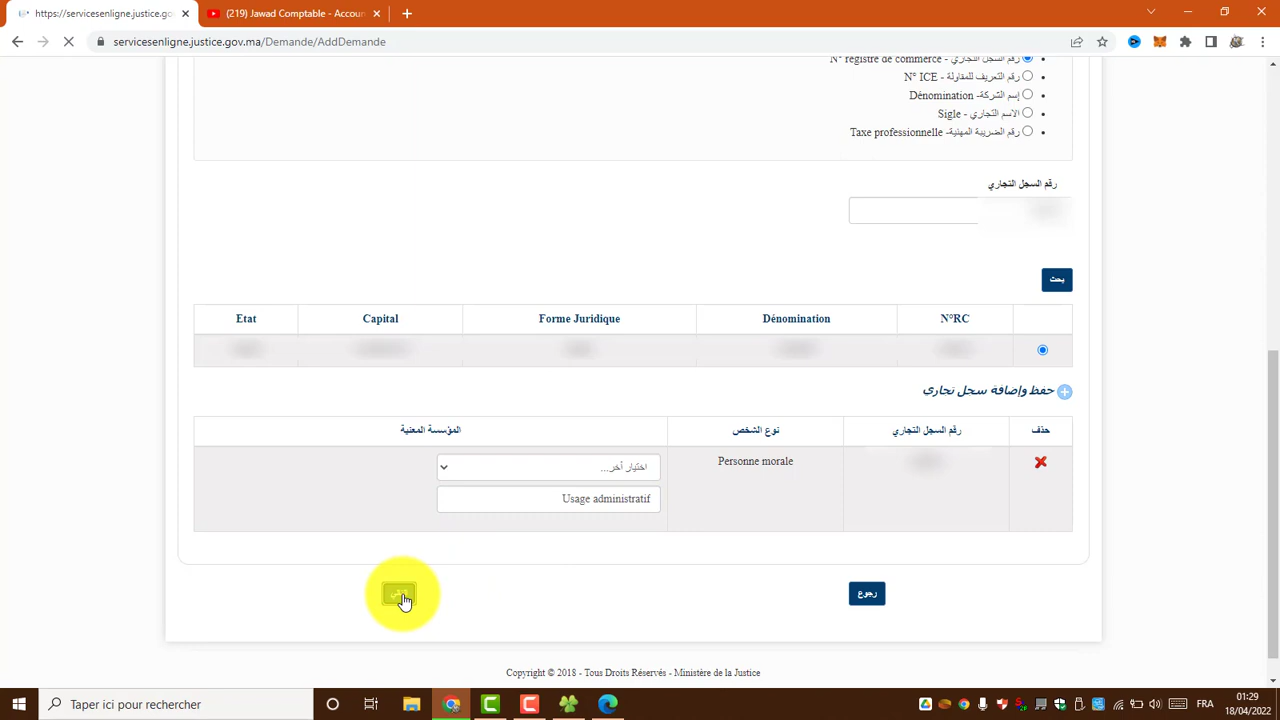 https://servicesenligne.justice.gov
(219) Jawad Comptable - Accoun
servicesenligne.justice.gov.ma/Demande/AddDemande
رقم السجل التجاري - N° registre de commerce
رقم التعريف للمقاولة - N° ICE
إسم الشركة- Dénomination
الاسم التجاري - Sigle
رقم الضريبة المهنية- Taxe professionnelle
رقم السجل التجاري
بحث
Etat Capital Forme Juridique Dénomination N°RC
حفظ وإضافة سجل تجاري
حذف رقم السجل التجاري نوع الشخص المؤسسة المعنية
Personne morale
اختيار أخر...
Usage administratif
رجوع
Copyright © 2018 - Tous Droits Réservés - Ministère de la Justice
Taper ici pour rechercher
FRA
01:29
18/04/2022